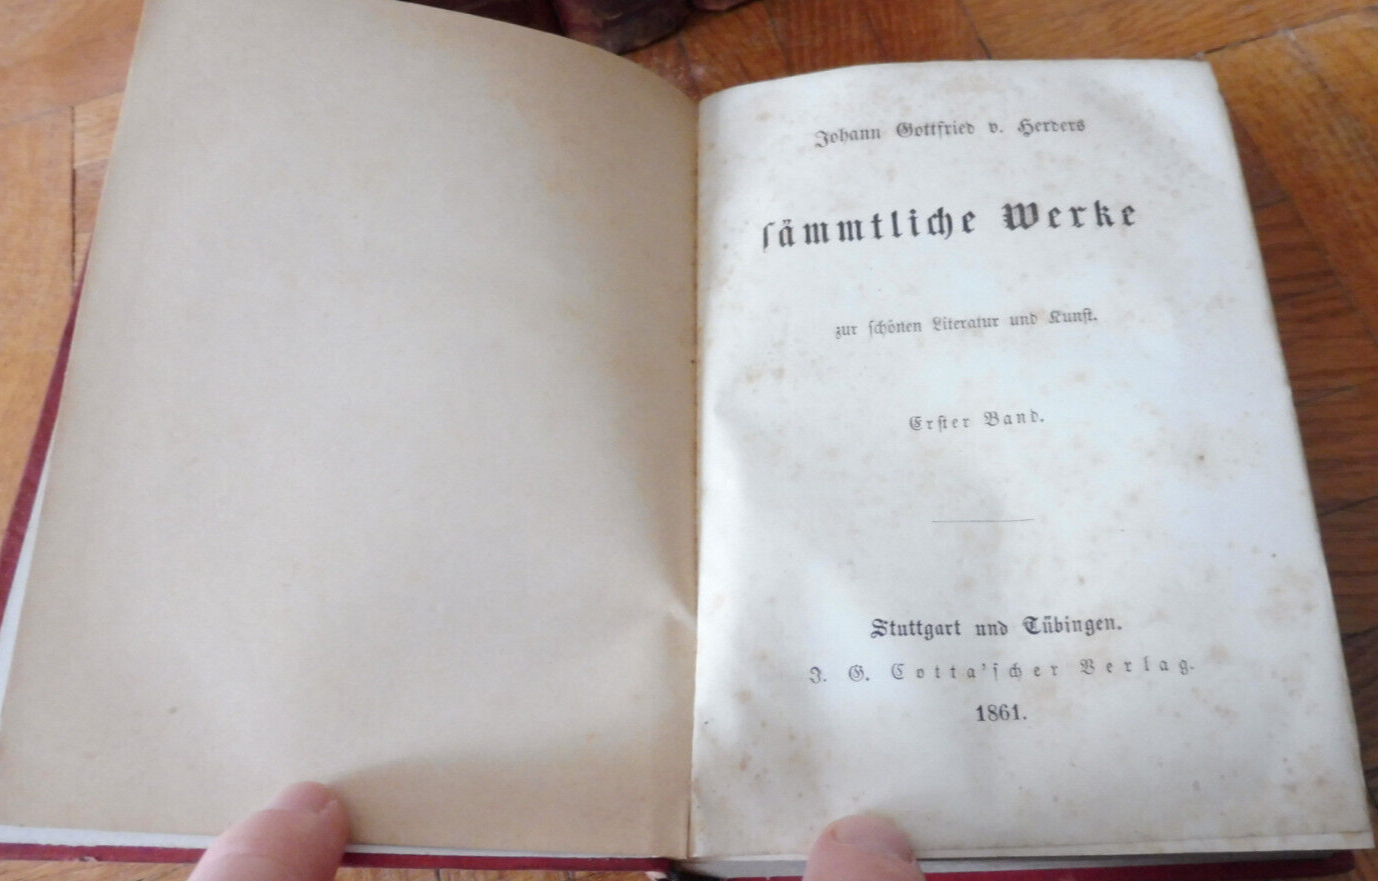 Johann Gottfried v. Herders
ſämmtliche Werke
zur ſchönen Literatur und Kunſt.
Erſter Band.
Stuttgart und Tübingen.
J. G. Cotta'ſcher Verlag.
1861.